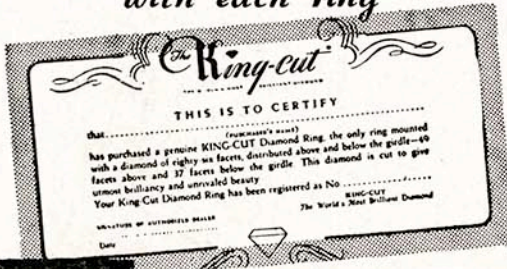 with each ring
The
King-cut
THIS IS TO CERTIFY
that
(PURCHASER'S NAME)
has purchased a genuine KING-CUT Diamond Ring, the only ring mounted
with a diamond of eighty six facets, distributed above and below the girdle—49
facets above and 37 facets below the girdle. This diamond is cut to give
utmost brilliancy and unrivaled beauty
Your King-Cut Diamond Ring has been registered as No
KING-CUT
SIGNATURE OF AUTHORIZED DEALER
The World's Most Brilliant Diamond
Date